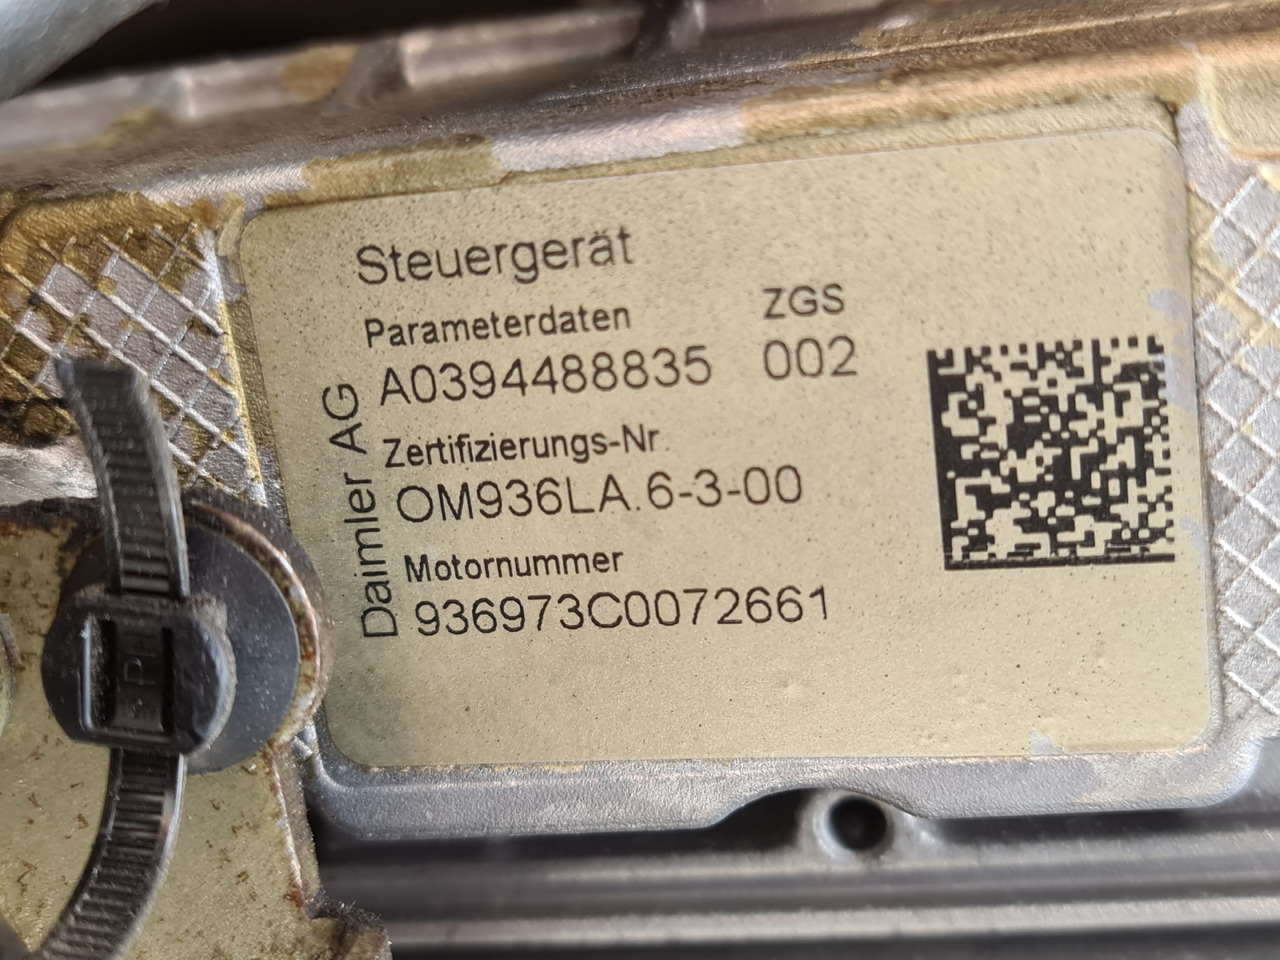 Steuergerät
Parameterdaten ZGS
A0394488835 002
Zertifizierungs-Nr.
OM936LA.6-3-00
Motornummer
936973C0072661
Daimler AG